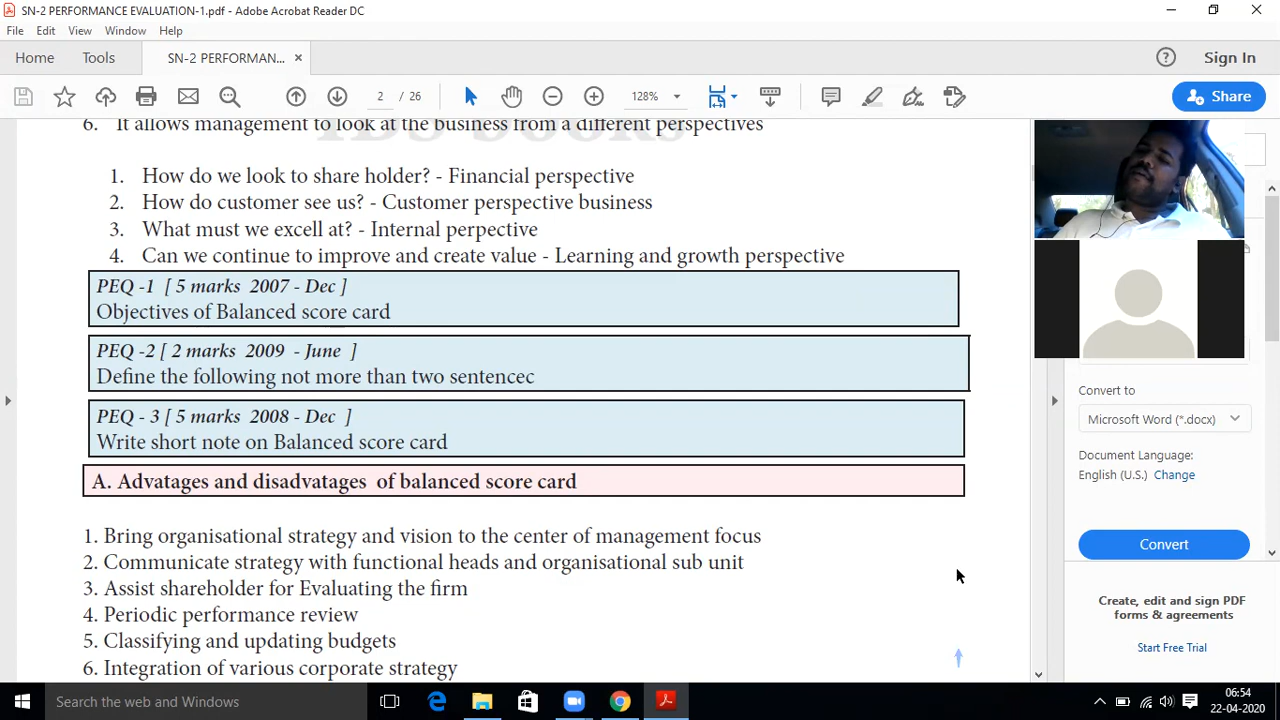 SN-2 PERFORMANCE EVALUATION-1.pdf - Adobe Acrobat Reader DC
File Edit View Window Help
Home Tools SN-2 PERFORMAN... × Sign In
2 / 26 128% Share
6. It allows management to look at the business from a different perspectives
1. How do we look to share holder? - Financial perspective
2. How do customer see us? - Customer perspective business
3. What must we excell at? - Internal perpective
4. Can we continue to improve and create value - Learning and growth perspective
PEQ -1 [ 5 marks 2007 - Dec ]
Objectives of Balanced score card
PEQ -2 [ 2 marks 2009 - June ]
Define the following not more than two sentencec
PEQ - 3 [ 5 marks 2008 - Dec ]
Write short note on Balanced score card
A. Advatages and disadvatages of balanced score card
1. Bring organisational strategy and vision to the center of management focus
2. Communicate strategy with functional heads and organisational sub unit
3. Assist shareholder for Evaluating the firm
4. Periodic performance review
5. Classifying and updating budgets
6. Integration of various corporate strategy
Convert to
Microsoft Word (*.docx)
Document Language:
English (U.S.) Change
Convert
Create, edit and sign PDF
forms & agreements
Start Free Trial
Search the web and Windows
06:54
22-04-2020